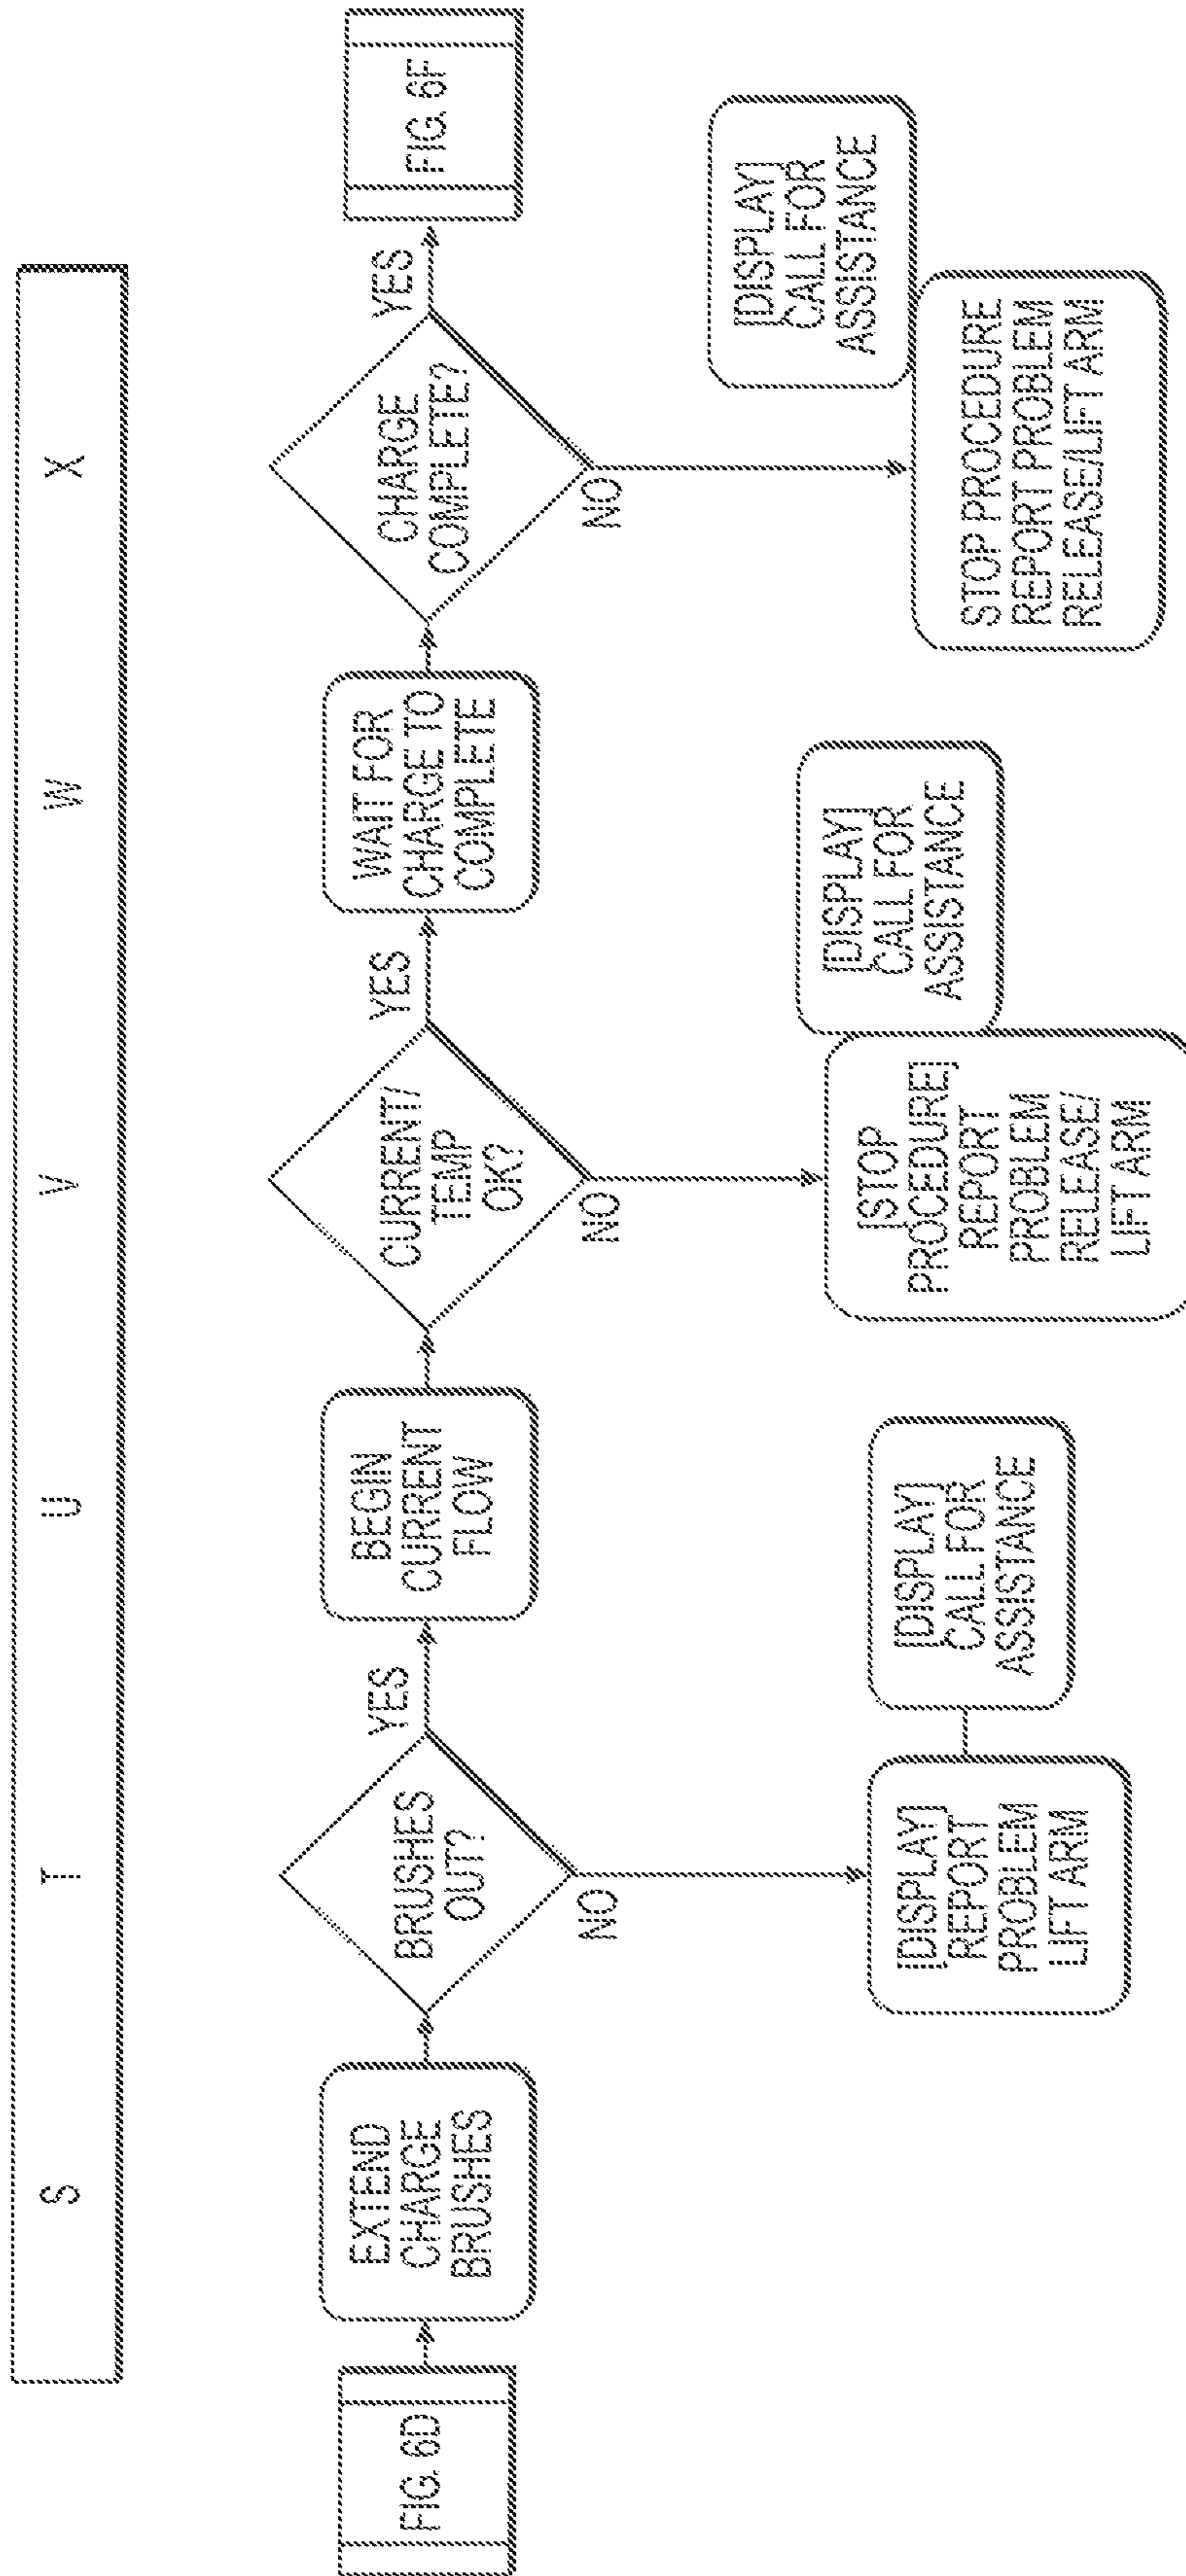 S T U V W X
FIG. 6D
EXTEND
CHARGE
BRUSHES
BRUSHES
OUT?
YES
NO
[DISPLAY]
REPORT
PROBLEM
LIFT ARM
[DISPLAY]
CALL FOR
ASSISTANCE
BEGIN
CURRENT
FLOW
CURRENT/
TEMP
OK?
YES
NO
[STOP
PROCEDURE]
REPORT
PROBLEM
RELEASE/
LIFT ARM
[DISPLAY]
CALL FOR
ASSISTANCE
WAIT FOR
CHARGE TO
COMPLETE
CHARGE
COMPLETE?
YES
NO
STOP PROCEDURE
REPORT PROBLEM
RELEASE/LIFT ARM
[DISPLAY]
CALL FOR
ASSISTANCE
FIG. 6F